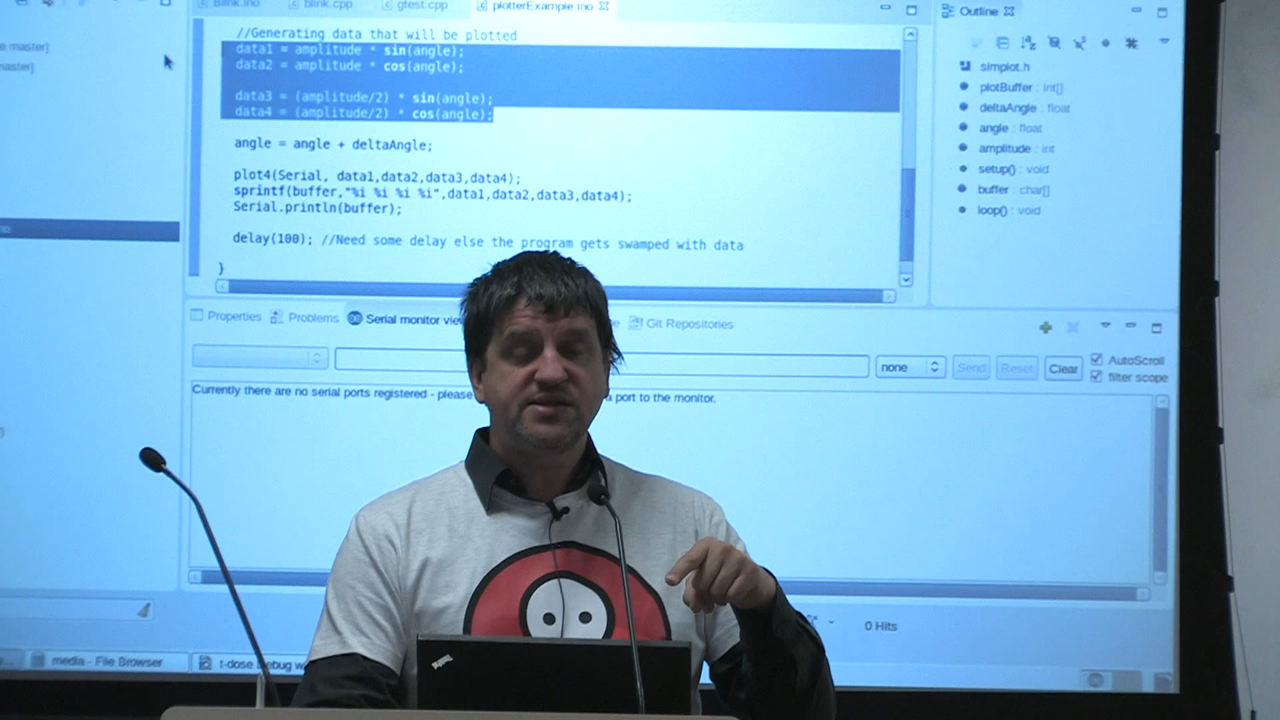 Blink.ino blink.cpp gtest.cpp plotterExample.ino
Outline
e master]
master]
//Generating data that will be plotted
data1 = amplitude * sin(angle);
data2 = amplitude * cos(angle);
data3 = (amplitude/2) * sin(angle);
data4 = (amplitude/2) * cos(angle);
angle = angle + deltaAngle;
plot4(Serial, data1,data2,data3,data4);
sprintf(buffer,"%i %i %i %i",data1,data2,data3,data4);
Serial.println(buffer);
delay(100); //Need some delay else the program gets swamped with data
}
simplot.h
plotBuffer : int[]
deltaAngle : float
angle : float
amplitude : int
setup() : void
buffer : char[]
loop() : void
Properties Problems Serial monitor vie Git Repositories
none Send Reset Clear
AutoScroll
filter scope
Currently there are no serial ports registered - please a port to the monitor.
0 Hits
media - File Browser t-dose Debug w